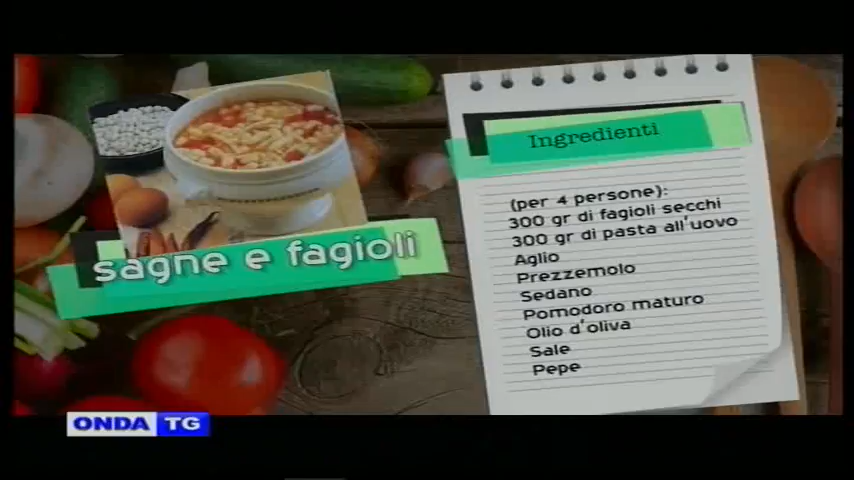 sagne e fagioli
Ingredienti
(per 4 persone):
300 gr di fagioli secchi
300 gr di pasta all'uovo
Aglio
Prezzemolo
Sedano
Pomodoro maturo
Olio d'oliva
Sale
Pepe
ONDA TG